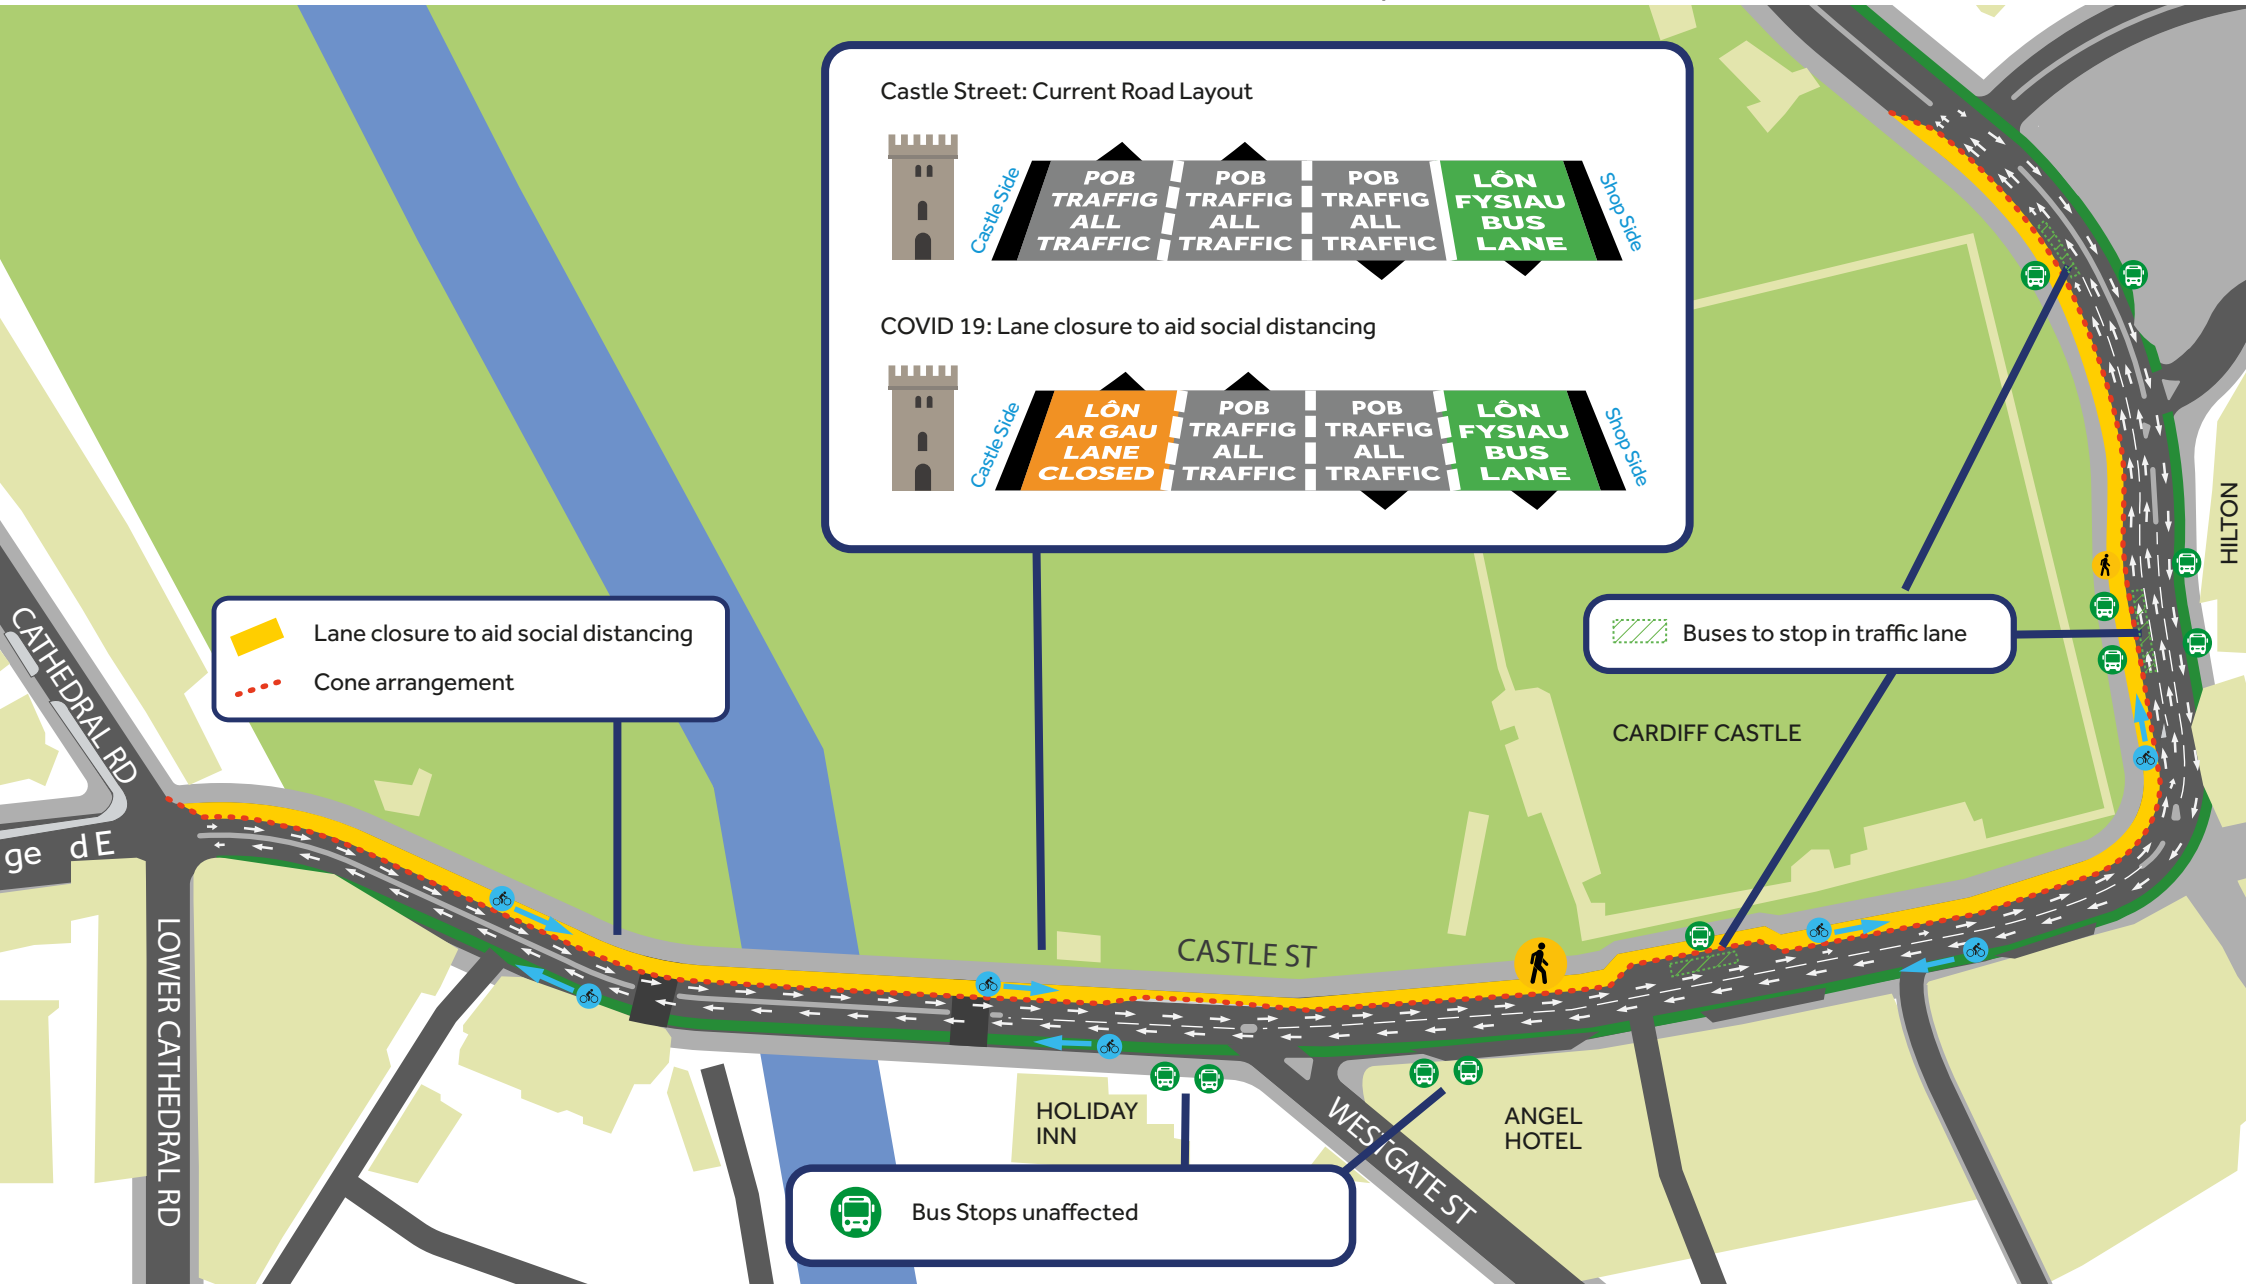 Castle Street: Current Road Layout
Castle Side
POB
TRAFFIG
ALL
TRAFFIC
POB
TRAFFIG
ALL
TRAFFIC
POB
TRAFFIG
ALL
TRAFFIC
LÔN
FYSIAU
BUS
LANE
Shop Side
COVID 19: Lane closure to aid social distancing
Castle Side
LÔN
AR GAU
LANE
CLOSED
POB
TRAFFIG
ALL
TRAFFIC
POB
TRAFFIG
ALL
TRAFFIC
LÔN
FYSIAU
BUS
LANE
Shop Side
HILTON
Lane closure to aid social distancing
Cone arrangement
Buses to stop in traffic lane
CATHEDRAL RD
CARDIFF CASTLE
ge d E
CASTLE ST
LOWER CATHEDRAL RD
HOLIDAY
INN
ANGEL
HOTEL
WESTGATE ST
Bus Stops unaffected